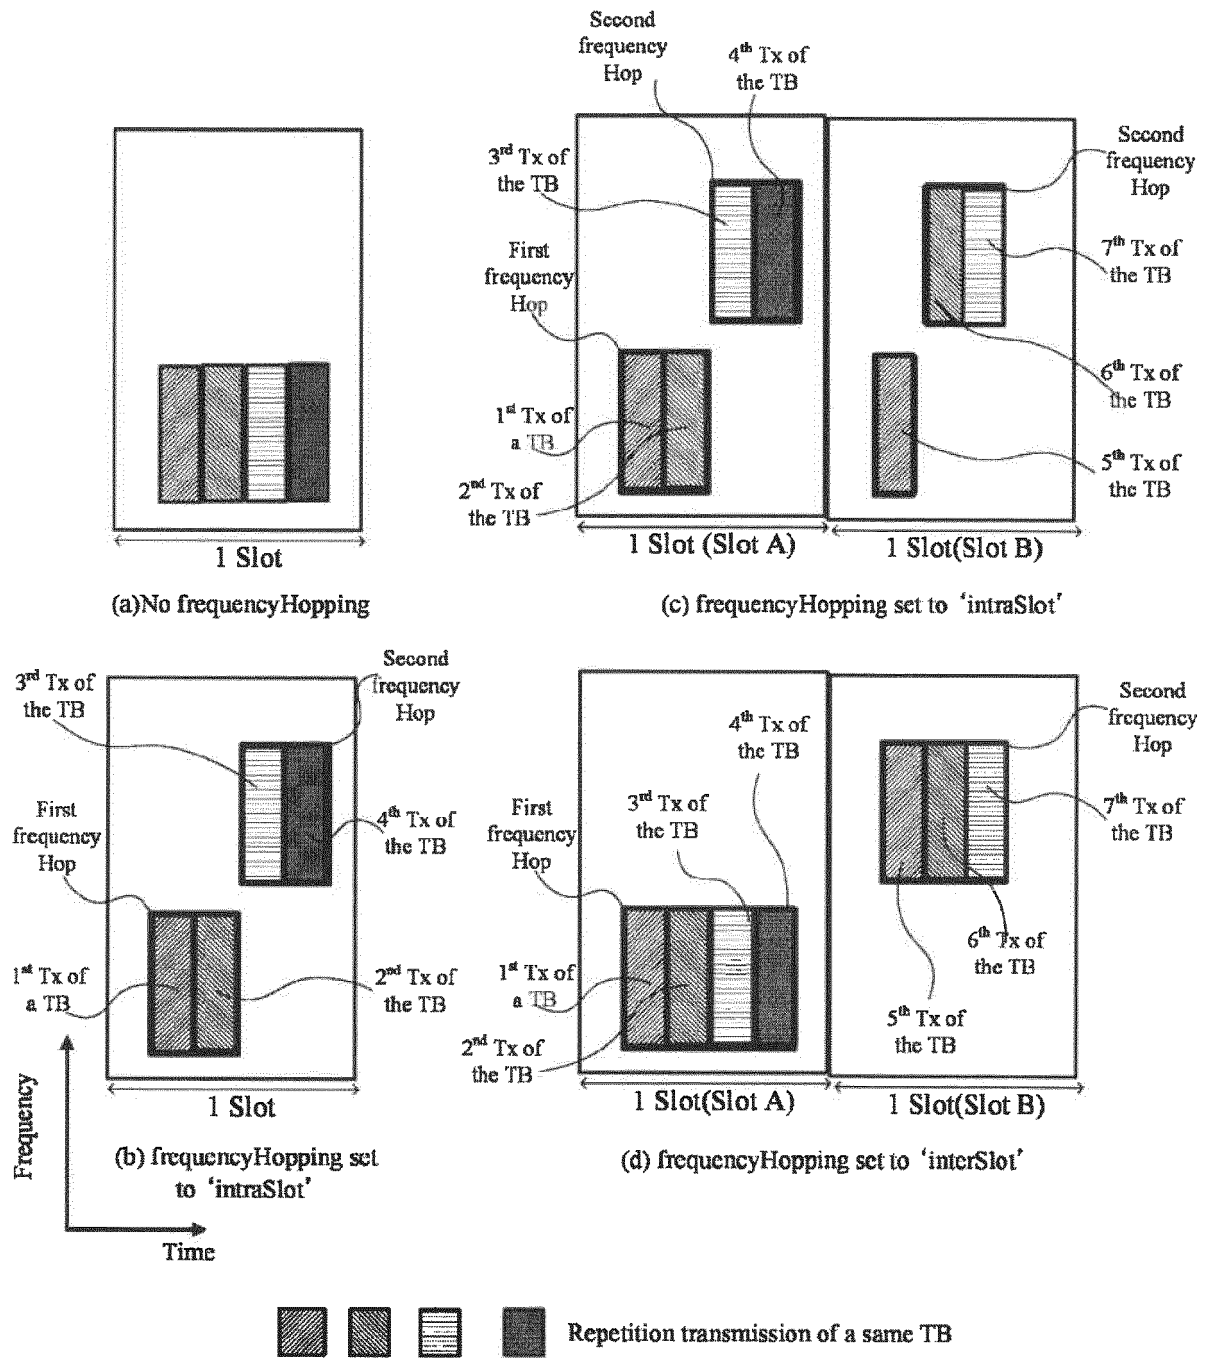 1 Slot
(a)No frequencyHopping
Second
frequency
Hop
4th Tx of
the TB
3rd Tx of
the TB
First
frequency
Hop
1st Tx of
a TB
2nd Tx of
the TB
Second
frequency
Hop
7th Tx of
the TB
6th Tx of
the TB
5th Tx of
the TB
1 Slot (Slot A)
1 Slot(Slot B)
(c) frequencyHopping set to ‘intraSlot’
3rd Tx of
the TB
Second
frequency
Hop
First
frequency
Hop
4th Tx of
the TB
1st Tx of
a TB
2nd Tx of
the TB
1 Slot
(b) frequencyHopping set
to ‘intraSlot’
Frequency
Time
4th Tx of
the TB
3rd Tx of
the TB
First
frequency
Hop
1st Tx of
a TB
2nd Tx of
the TB
Second
frequency
Hop
7th Tx of
the TB
6th Tx of
the TB
5th Tx of
the TB
1 Slot(Slot A)
1 Slot(Slot B)
(d) frequencyHopping set to ‘interSlot’
Repetition transmission of a same TB